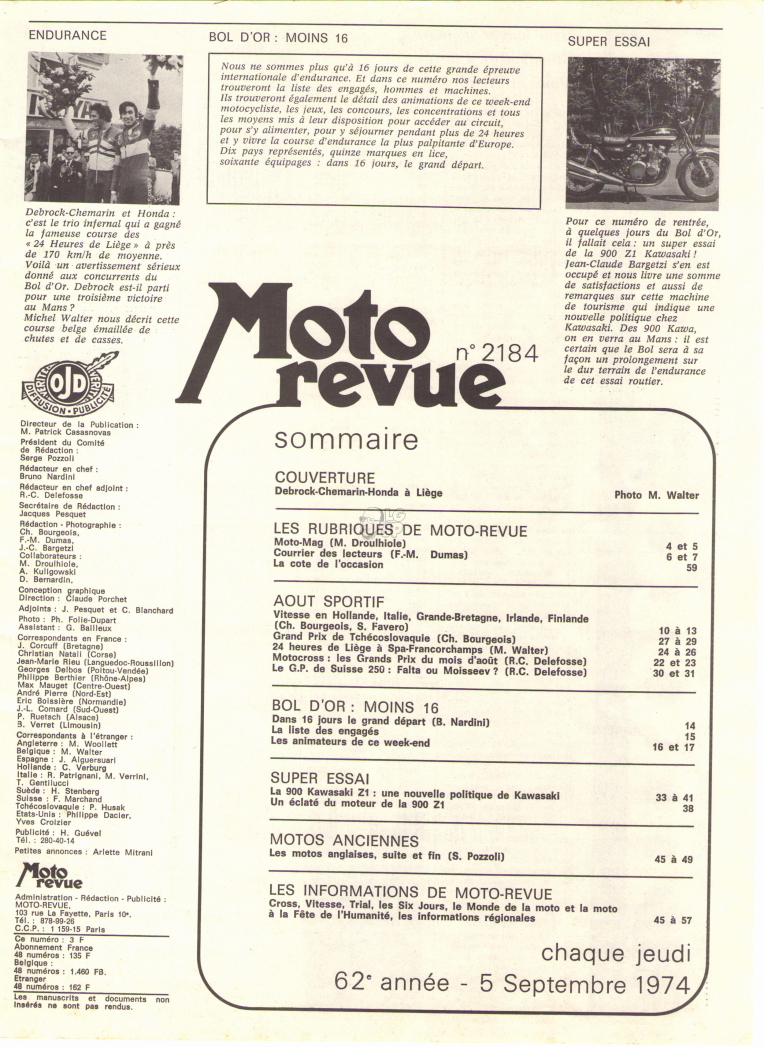 ENDURANCE
Debrock-Chemarin et Honda :
c'est le trio infernal qui a gagné
la fameuse course des
« 24 Heures de Liège » à près
de 170 km/h de moyenne.
Voilà un avertissement sérieux
donné aux concurrents du
Bol d'Or. Debrock est-il parti
pour une troisième victoire
au Mans ?
Michel Walter nous décrit cette
course belge émaillée de
chutes et de casses.
BOL D'OR : MOINS 16
Nous ne sommes plus qu'à 16 jours de cette grande épreuve
internationale d'endurance. Et dans ce numéro nos lecteurs
trouveront la liste des engagés, hommes et machines.
Ils trouveront également le détail des animations de ce week-end
motocycliste, les jeux, les concours, les concentrations et tous
les moyens mis à leur disposition pour accéder au circuit,
pour s'y alimenter, pour y séjourner pendant plus de 24 heures
et y vivre la course d'endurance la plus palpitante d'Europe.
Dix pays représentés, quinze marques en lice,
soixante équipages : dans 16 jours, le grand départ.
SUPER ESSAI
Pour ce numéro de rentrée,
à quelques jours du Bol d'Or,
il fallait cela : un super essai
de la 900 Z1 Kawasaki !
Jean-Claude Bargetzi s'en est
occupé et nous livre une somme
de satisfactions et aussi de
remarques sur cette machine
de tourisme qui indique une
nouvelle politique chez
Kawasaki. Des 900 Kawa,
on en verra au Mans : il est
certain que le Bol sera à sa
façon un prolongement sur
le dur terrain de l'endurance
de cet essai routier.
Moto
revue
n° 2184
OJD
DIFFUSION • PUBLICITÉ
Directeur de la Publication :
M. Patrick Casasnovas
Président du Comité
de Rédaction :
Serge Pozzoli
Rédacteur en chef :
Bruno Nardini
Rédacteur en chef adjoint :
R.-C. Delefosse
Secrétaire de Rédaction :
Jacques Pesquet
Rédaction - Photographie :
Ch. Bourgeois,
F.-M. Dumas,
J.-C. Bargetzi
Collaborateurs :
M. Droulhiole,
A. Kuligowski
D. Bernardin,
Conception graphique
Direction : Claude Porchet
Adjoints : J. Pesquet et C. Blanchard
Photo : Ph. Folie-Dupart
Assistant : G. Bailleux
Correspondants en France :
J. Corcuff (Bretagne)
Christian Natali (Corse)
Jean-Marie Rieu (Languedoc-Roussillon)
Georges Delbos (Poitou-Vendée)
Philippe Berthier (Rhône-Alpes)
Max Mauget (Centre-Ouest)
André Pierre (Nord-Est)
Eric Boissière (Normandie)
J.-L. Comard (Sud-Ouest)
P. Ruetsch (Alsace)
B. Verret (Limousin)
Correspondants à l'étranger :
Angleterre : M. Woollett
Belgique : M. Walter
Espagne : J. Alguersuari
Hollande : C. Verburg
Italie : R. Patrignani, M. Verrini,
T. Gentilucci
Suède : H. Stenberg
Suisse : F. Marchand
Tchécoslovaquie : P. Husak
Etats-Unis : Philippe Dacier,
Yves Croizier
Publicité : H. Guével
Tél. : 280-40-14
Petites annonces : Arlette Mitrani
Moto
revue
Administration - Rédaction - Publicité :
MOTO-REVUE,
103 rue La Fayette, Paris 10e.
Tél. : 878-99-26
C.C.P. : 1 159-15 Paris
Ce numéro : 3 F
Abonnement France
48 numéros : 135 F
Belgique :
48 numéros : 1.460 FB.
Etranger
48 numéros : 162 F
Les manuscrits et documents non
insérés ne sont pas rendus.
sommaire
COUVERTURE
Debrock-Chemarin-Honda à Liège Photo M. Walter
LES RUBRIQUES DE MOTO-REVUE
Moto-Mag (M. Droulhiole) 4 et 5
Courrier des lecteurs (F.-M. Dumas) 6 et 7
La cote de l'occasion 59
AOUT SPORTIF
Vitesse en Hollande, Italie, Grande-Bretagne, Irlande, Finlande
(Ch. Bourgeois, S. Favero) 10 à 13
Grand Prix de Tchécoslovaquie (Ch. Bourgeois) 27 à 29
24 heures de Liège à Spa-Francorchamps (M. Walter) 24 à 26
Motocross : les Grands Prix du mois d'août (R.C. Delefosse) 22 et 23
Le G.P. de Suisse 250 : Falta ou Moisseev ? (R.C. Delefosse) 30 et 31
BOL D'OR : MOINS 16
Dans 16 jours le grand départ (B. Nardini) 14
La liste des engagés 15
Les animateurs de ce week-end 16 et 17
SUPER ESSAI
La 900 Kawasaki Z1 : une nouvelle politique de Kawasaki 33 à 41
Un éclaté du moteur de la 900 Z1 38
MOTOS ANCIENNES
Les motos anglaises, suite et fin (S. Pozzoli) 45 à 49
LES INFORMATIONS DE MOTO-REVUE
Cross, Vitesse, Trial, les Six Jours, le Monde de la moto et la moto
à la Fête de l'Humanité, les informations régionales 45 à 57
chaque jeudi
62e année - 5 Septembre 1974